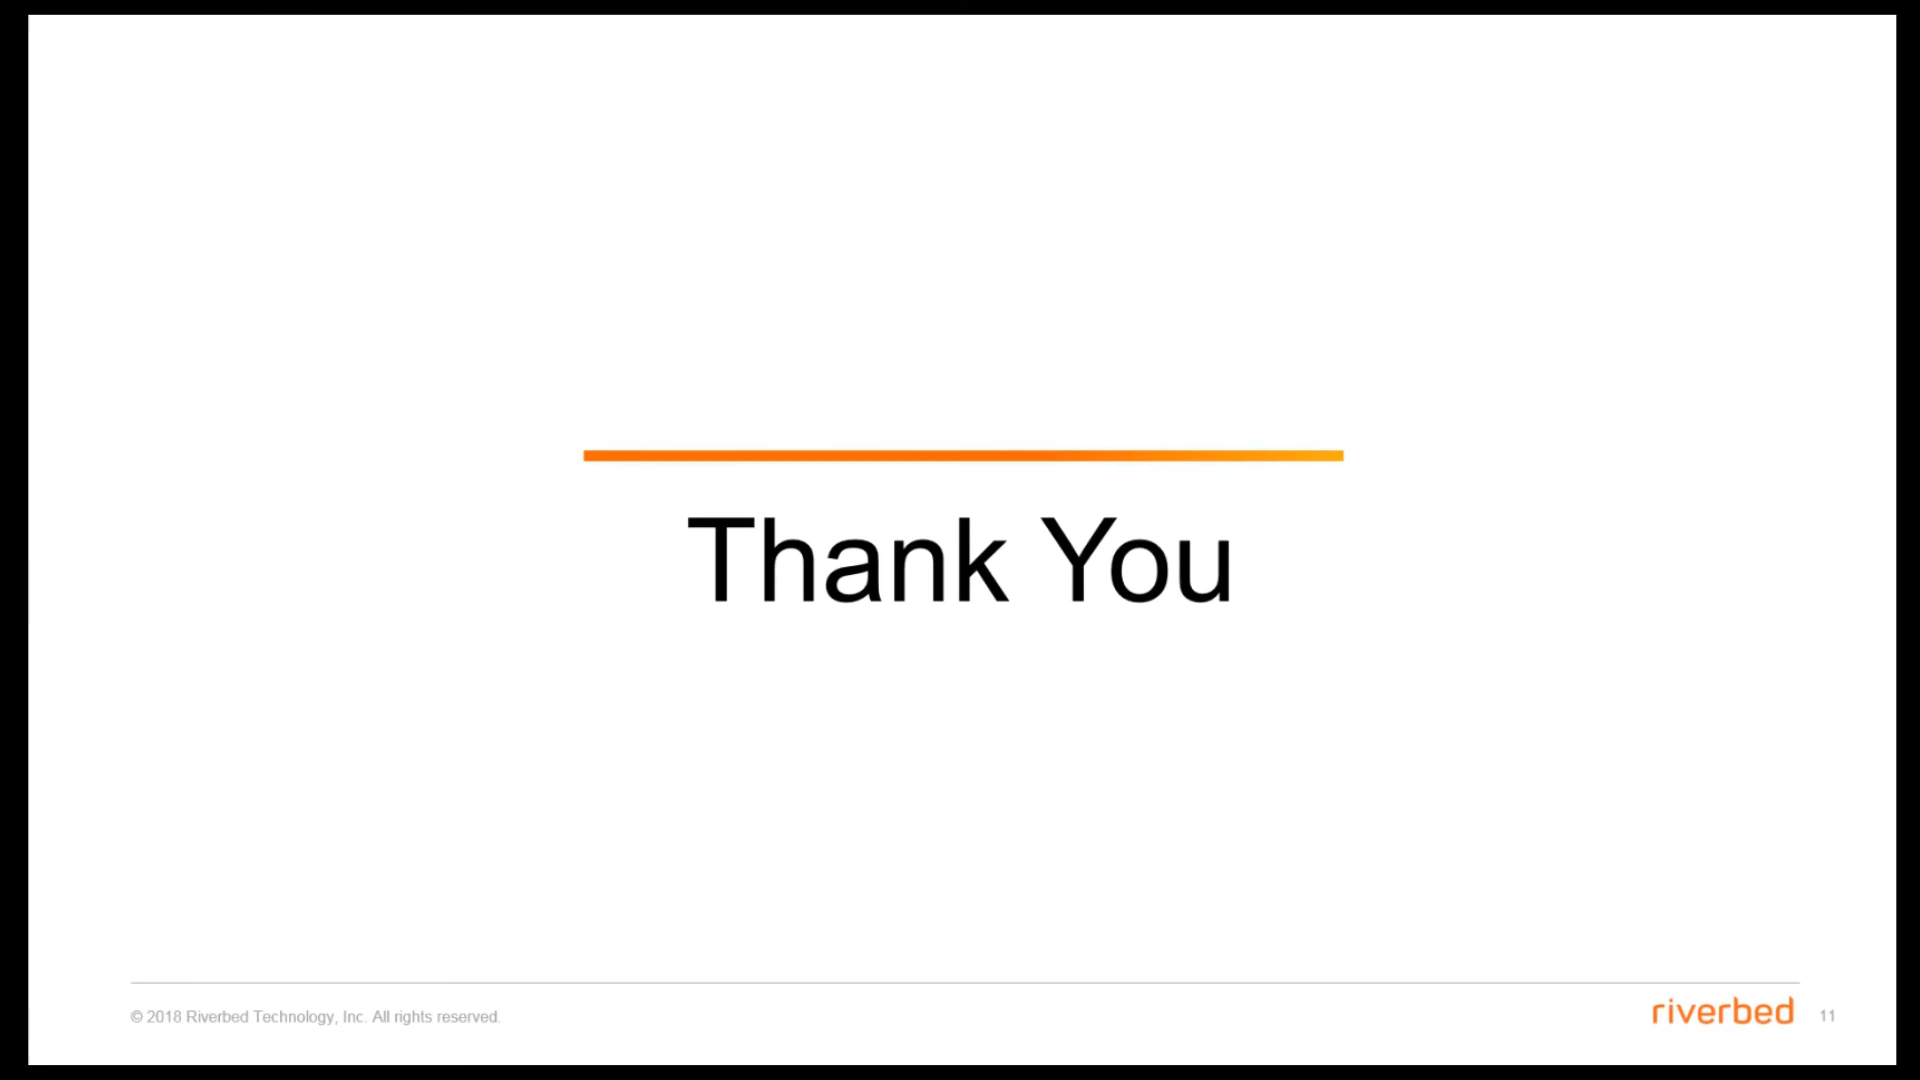 Thank You
© 2018 Riverbed Technology, Inc. All rights reserved.
riverbed
11